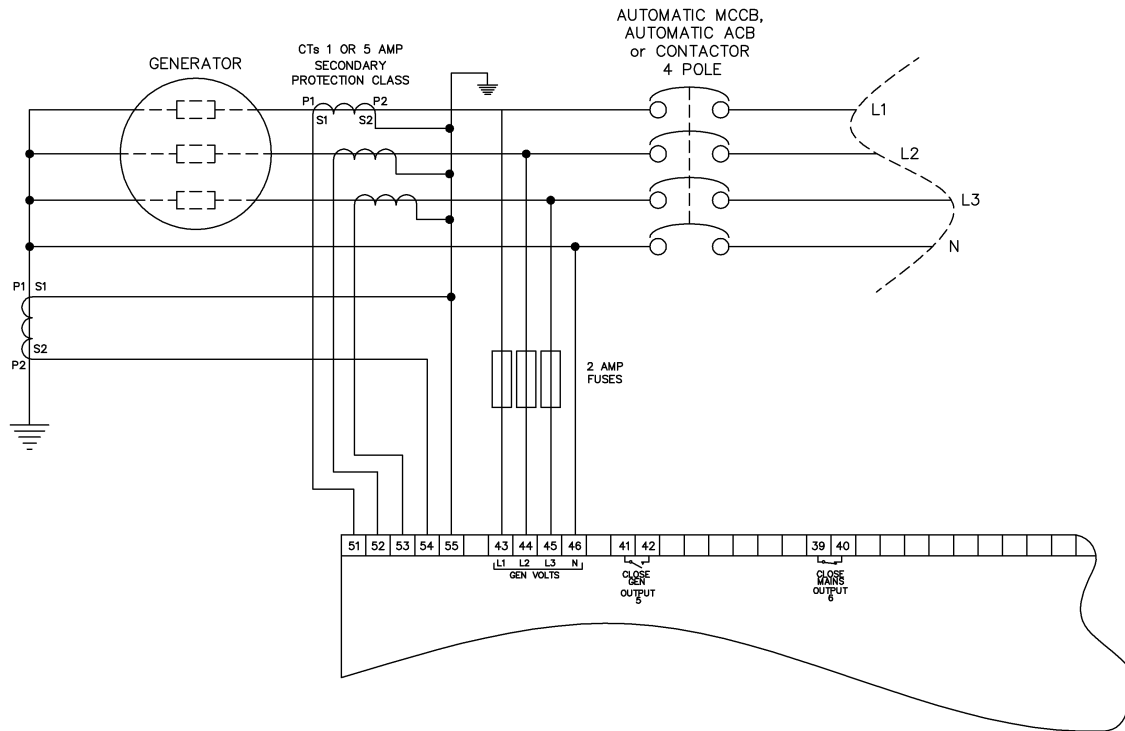 AUTOMATIC MCCB,
AUTOMATIC ACB
or CONTACTOR
4 POLE
GENERATOR
CTs 1 OR 5 AMP
SECONDARY
PROTECTION CLASS
P1
P2
S1
S2
L1
L2
L3
N
P1
S1
S2
P2
2 AMP
FUSES
51 52 53 54 55 43 44 45 46 41 42 39 40
L1 L2 L3 N
GEN VOLTS
CLOSE
GEN
OUTPUT
5
CLOSE
MAINS
OUTPUT
6